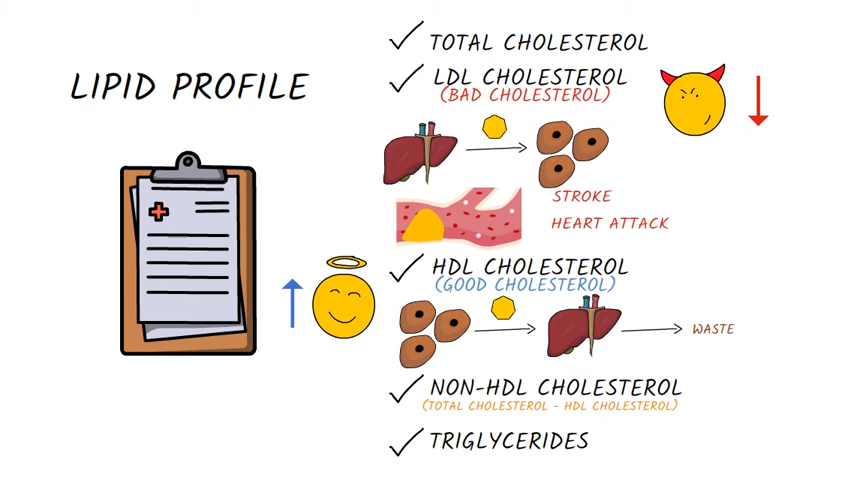 LIPID PROFILE
TOTAL CHOLESTEROL
LDL CHOLESTEROL
(BAD CHOLESTEROL)
STROKE
HEART ATTACK
HDL CHOLESTEROL
(GOOD CHOLESTEROL)
WASTE
NON-HDL CHOLESTEROL
(TOTAL CHOLESTEROL - HDL CHOLESTEROL)
TRIGLYCERIDES